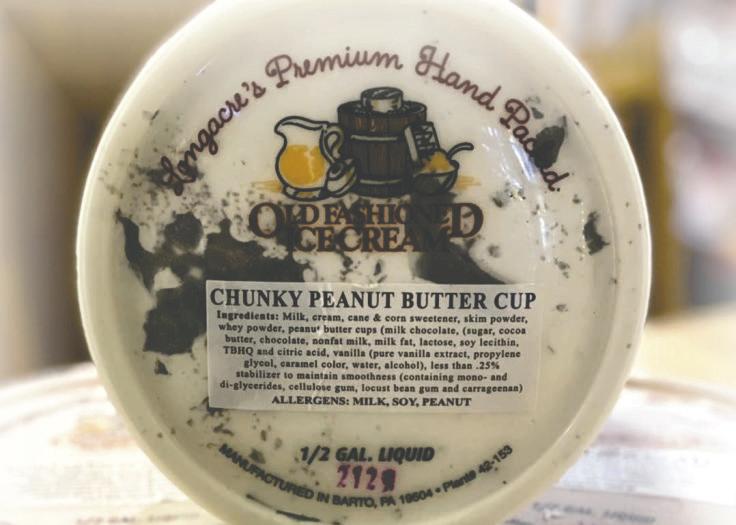 Longacre's Premium Hand Packed
OLD FASHIONED
ICE CREAM
CHUNKY PEANUT BUTTER CUP
Ingredients: Milk, cream, cane & corn sweetener, skim powder,
whey powder, peanut butter cups (milk chocolate, (sugar, cocoa
butter, chocolate, nonfat milk, milk fat, lactose, soy lecithin,
TBHQ and citric acid, vanilla (pure vanilla extract, propylene
glycol, caramel color, water, alcohol), less than .25%
stabilizer to maintain smoothness (containing mono- and
di-glycerides, cellulose gum, locust bean gum and carrageenan)
ALLERGENS: MILK, SOY, PEANUT
1/2 GAL. LIQUID
MANUFACTURED IN BARTO, PA 19504 • Plant# 42-153